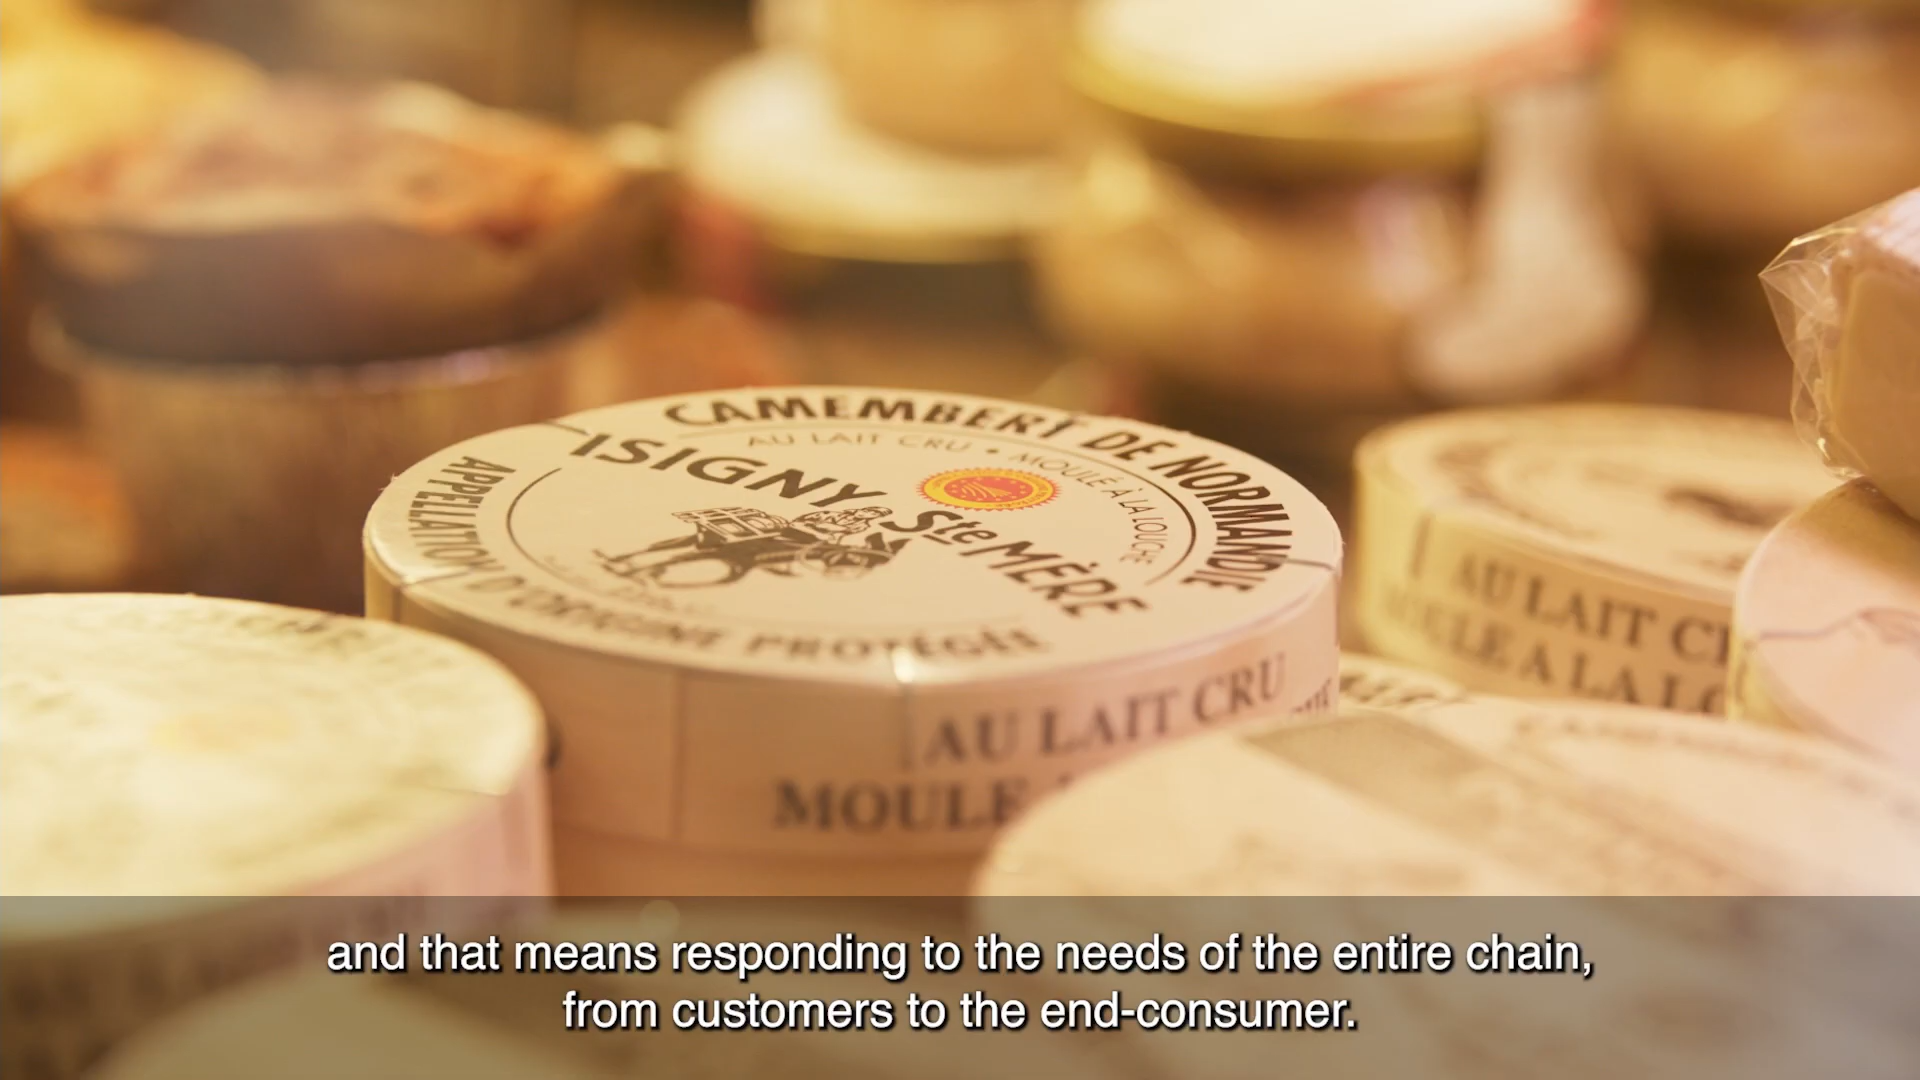 CAMEMBERT DE NORMANDIE
AU LAIT CRU • MOULÉ À LA LOUCHE
ISIGNY
Ste MÈRE
APPELLATION D'ORIGINE PROTÉGÉE
AU LAIT CRU
MOULE
AU LAIT
A LA
and that means responding to the needs of the entire chain,
from customers to the end-consumer.